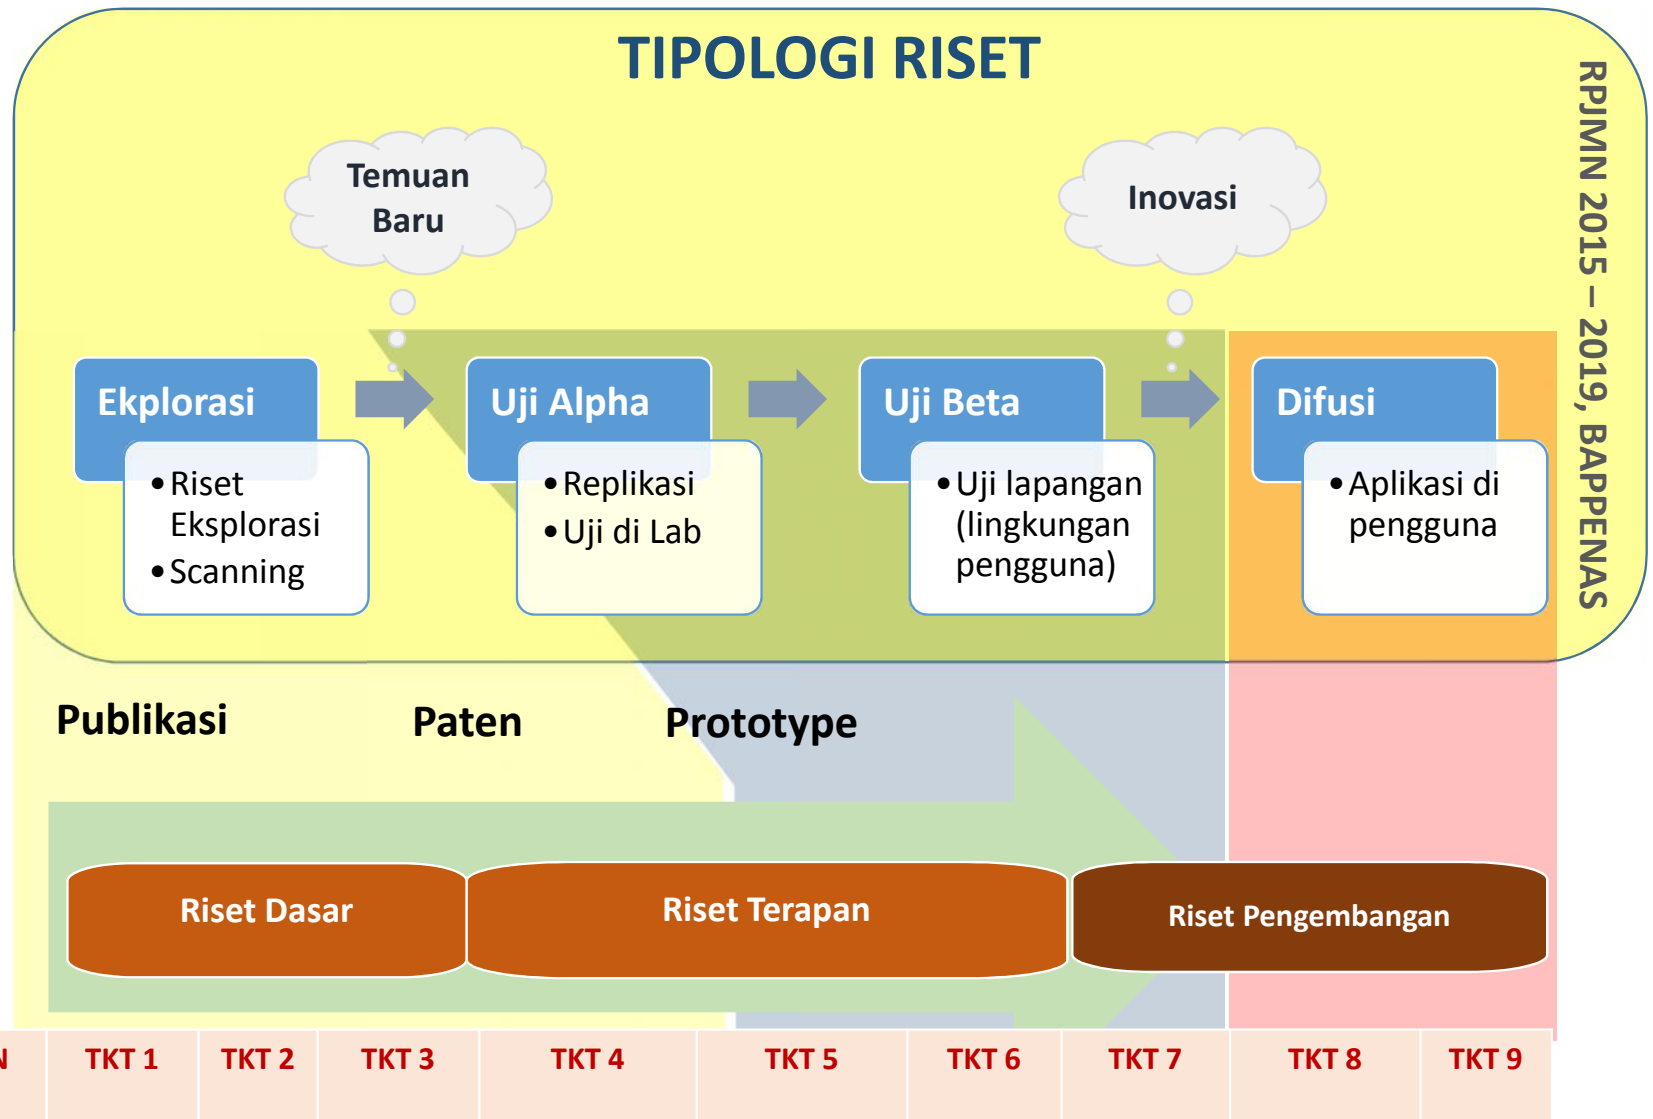 TIPOLOGI RISET
RPJMN 2015 – 2019, BAPPENAS
Temuan
Baru
Inovasi
Ekplorasi
•Riset
Eksplorasi
•Scanning
Uji Alpha
•Replikasi
•Uji di Lab
Uji Beta
•Uji lapangan
(lingkungan
pengguna)
Difusi
•Aplikasi di
pengguna
Publikasi
Paten
Prototype
Riset Dasar
Riset Terapan
Riset Pengembangan
TKT 1
TKT 2
TKT 3
TKT 4
TKT 5
TKT 6
TKT 7
TKT 8
TKT 9